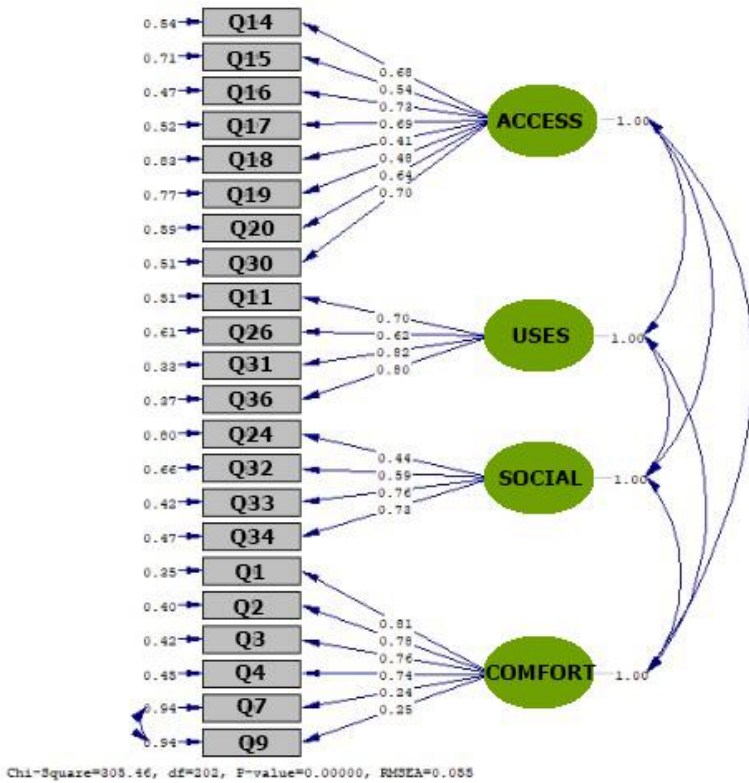 0.54 Q14
0.71 Q15
0.68
0.47 Q16
0.54
0.73
ACCESS 1.00
0.52 Q17
0.69
0.41
0.83 Q18
0.48
0.64
0.77 Q19
0.70
0.59 Q20
0.51 Q30
0.51 Q11
0.70
0.61 Q26
0.62
USES 1.00
0.33 Q31
0.82
0.80
0.37 Q36
0.80 Q24
0.44
0.66 Q32
0.59
SOCIAL 1.00
0.42 Q33
0.76
0.73
0.47 Q34
0.35 Q1
0.40 Q2
0.81
0.78
0.42 Q3
0.76
0.45 Q4
0.74
COMFORT 1.00
0.24
0.94 Q7
0.25
0.94 Q9
Chi-Square=305.46, df=202, P-value=0.00000, RMSEA=0.055